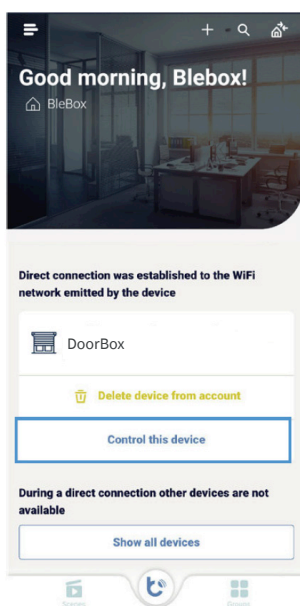 Good morning, Blebox!
BleBox
Direct connection was established to the WiFi
network emitted by the device
DoorBox
Delete device from account
Control this device
During a direct connection other devices are not
available
Show all devices
Scenes